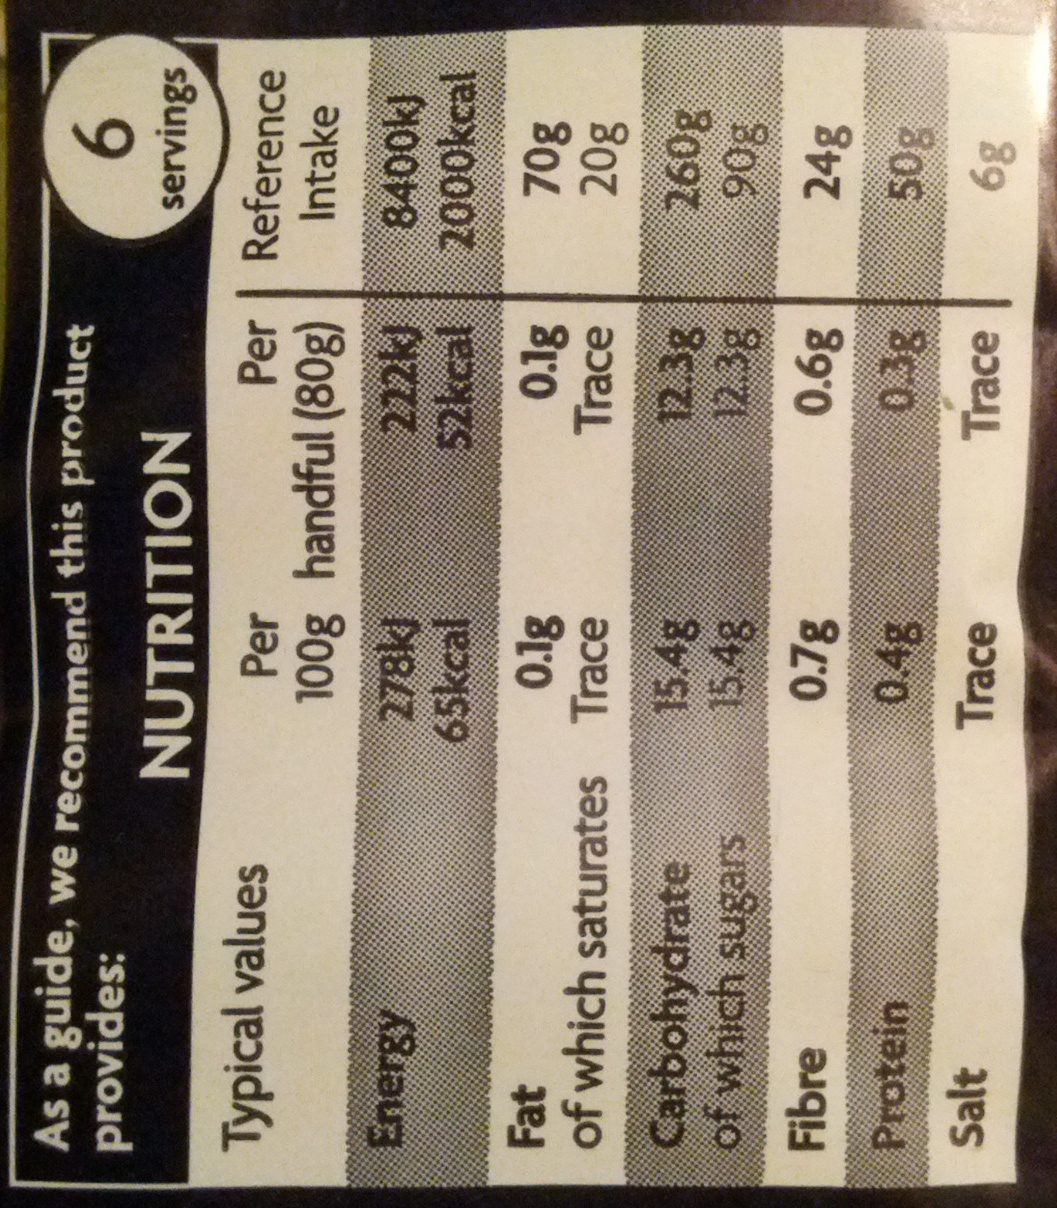 As a guide, we recommend this product
provides:
6
servings
NUTRITION
Typical values Per Per Reference
100g handful (80g) Intake
Energy 278kJ 222kJ 8400kJ
65kcal 52kcal 2000kcal
Fat 0.1g 0.1g 70g
of which saturates Trace Trace 20g
Carbohydrate 15.4g 12.3g 260g
of which sugars 15.4g 12.3g 90g
Fibre 0.7g 0.6g 24g
Protein 0.4g 0.3g 50g
Salt Trace Trace 6g